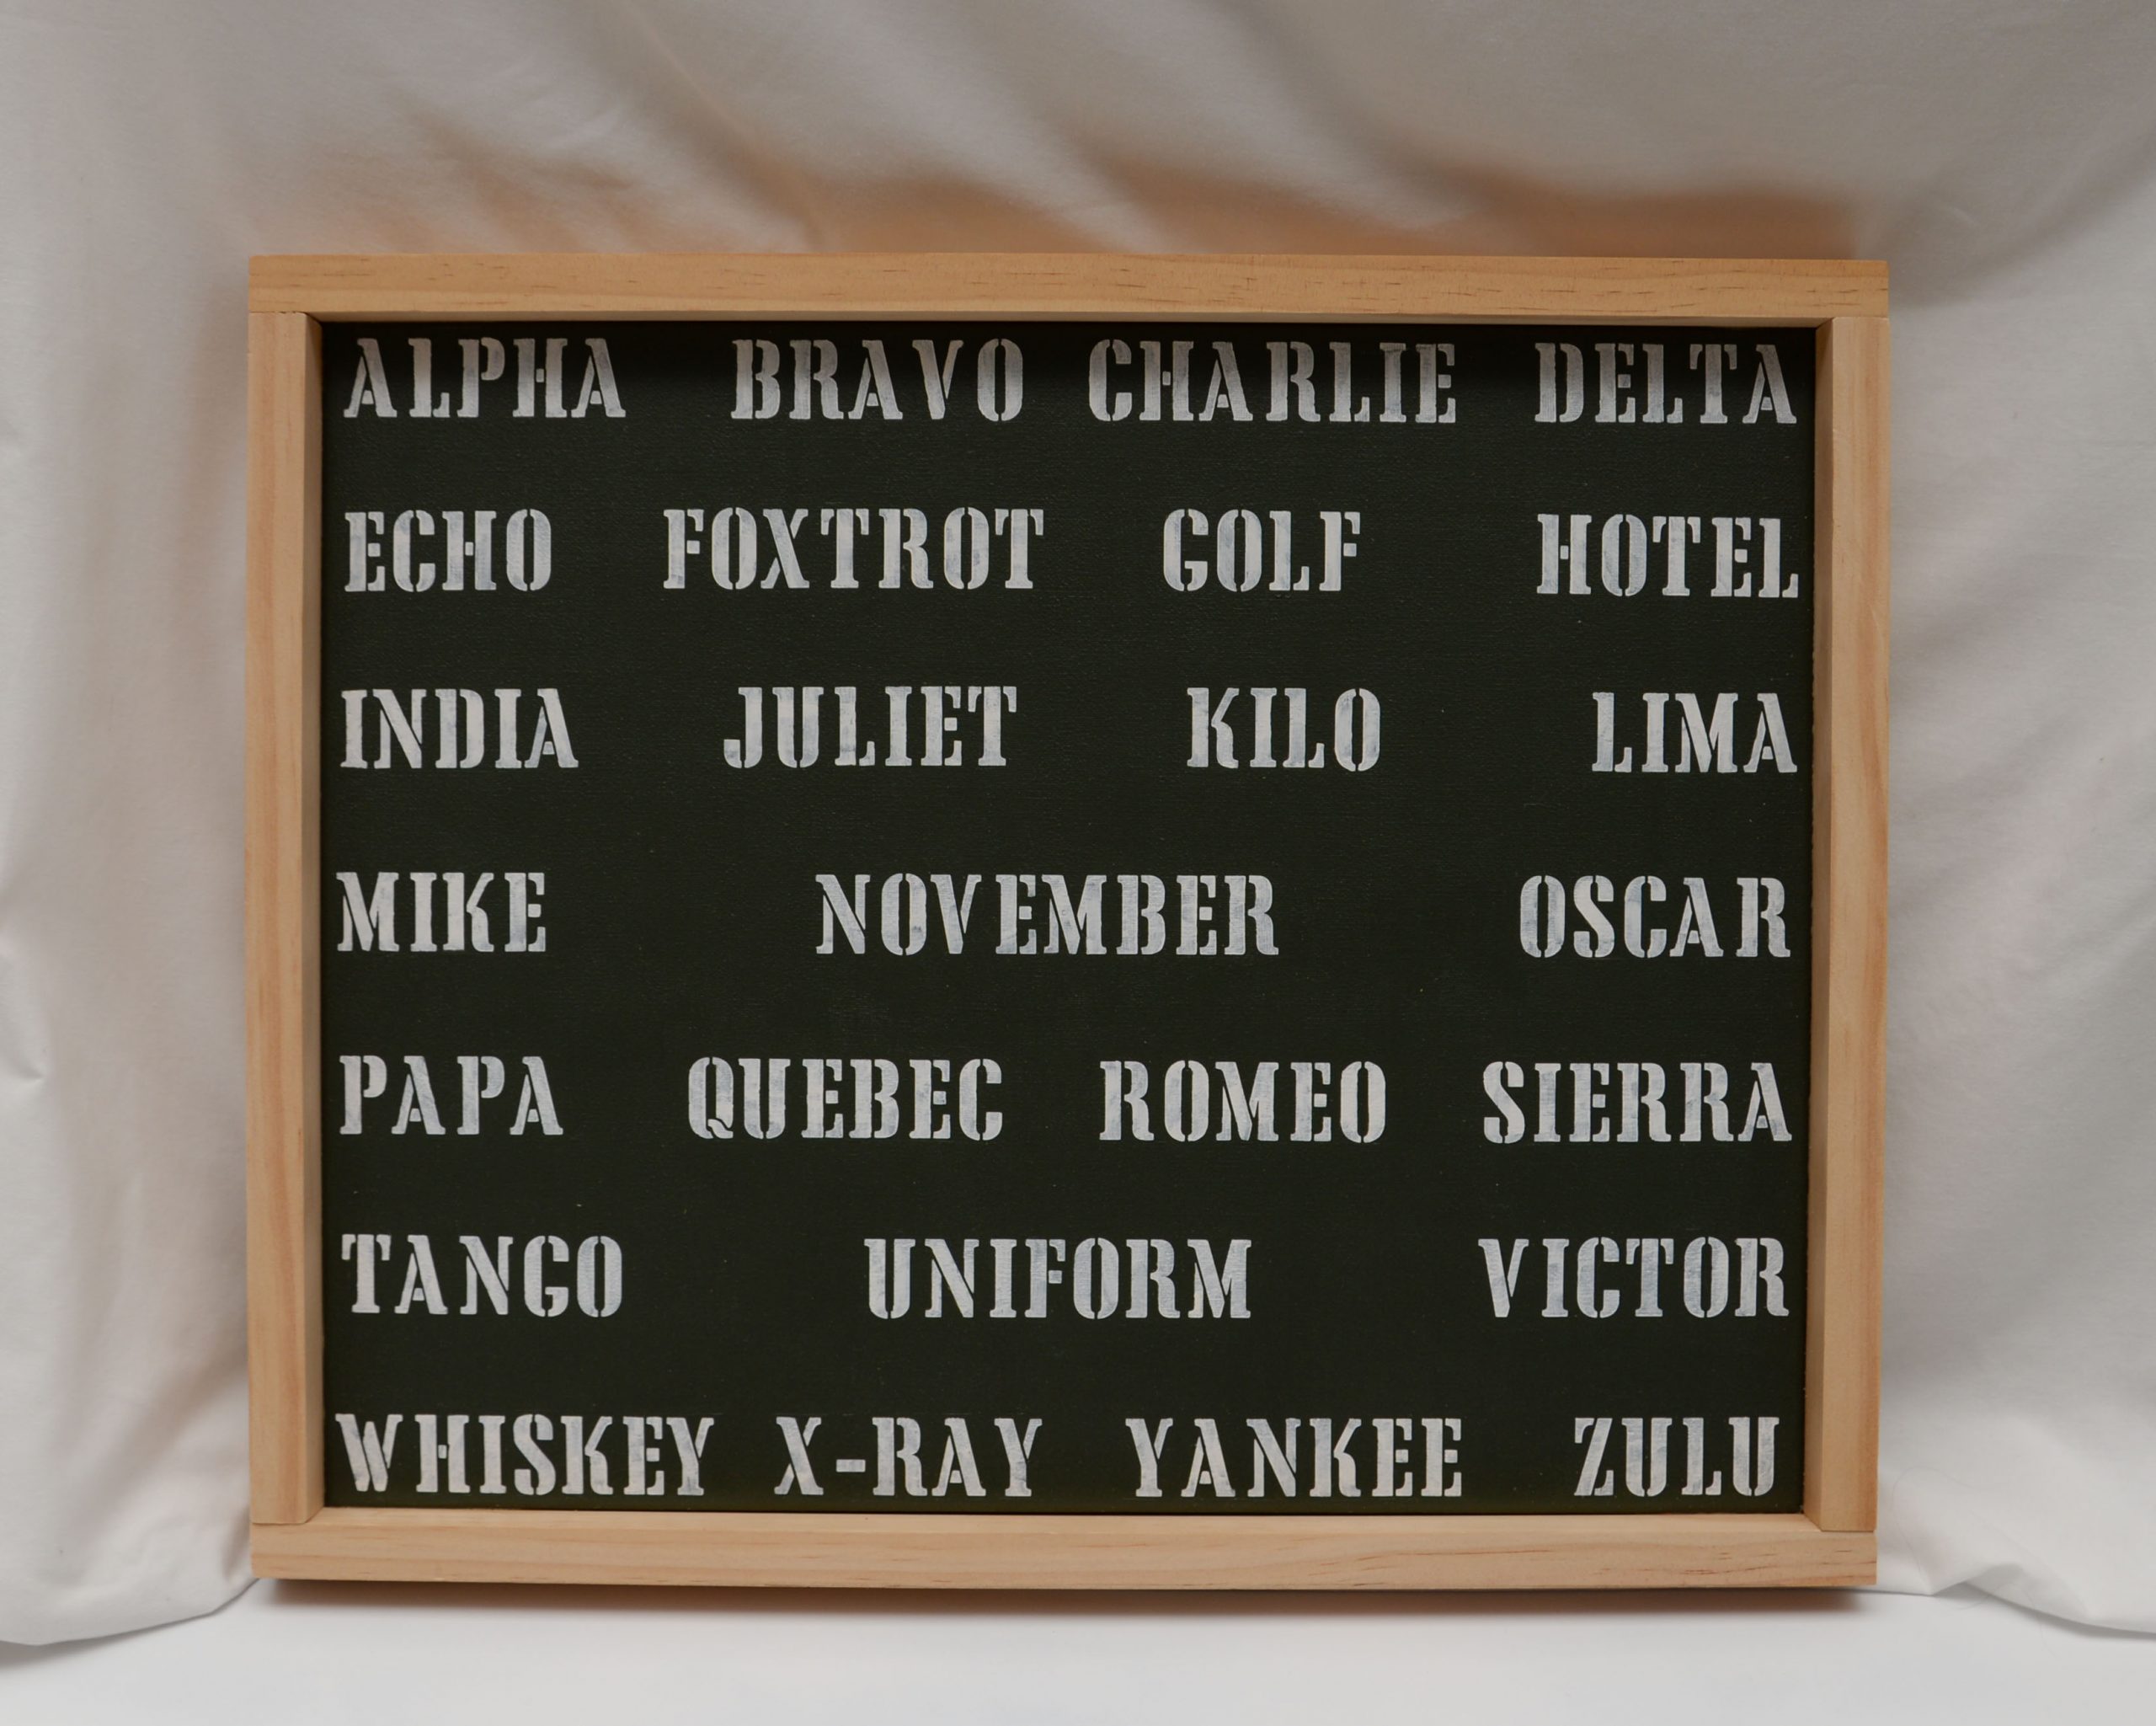 ALPHA BRAVO CHARLIE DELTA
ECHO FOXTROT GOLF HOTEL
INDIA JULIET KILO LIMA
MIKE NOVEMBER OSCAR
PAPA QUEBEC ROMEO SIERRA
TANGO UNIFORM VICTOR
WHISKEY X-RAY YANKEE ZULU